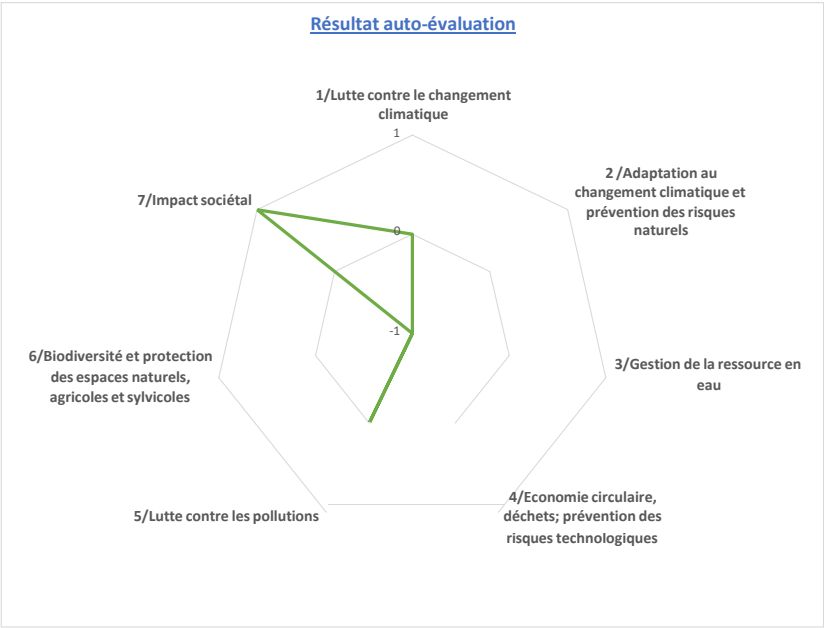 Résultat auto-évaluation
1/Lutte contre le changement
climatique
1
2 /Adaptation au
changement climatique et
prévention des risques
naturels
7/Impact sociétal
0
-1
6/Biodiversité et protection
des espaces naturels,
agricoles et sylvicoles
3/Gestion de la ressource en
eau
4/Economie circulaire,
déchets; prévention des
risques technologiques
5/Lutte contre les pollutions